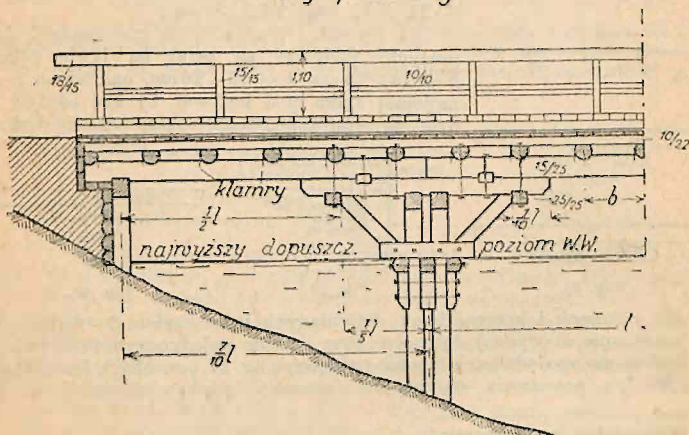 13/15
15/15
1,10
10/10
10/22
klamry
15/25
25/25
b
1/2 l
1/10 l
najwyższy dopuszcz. poziom W.W.
1/5 l
l
7/10 l